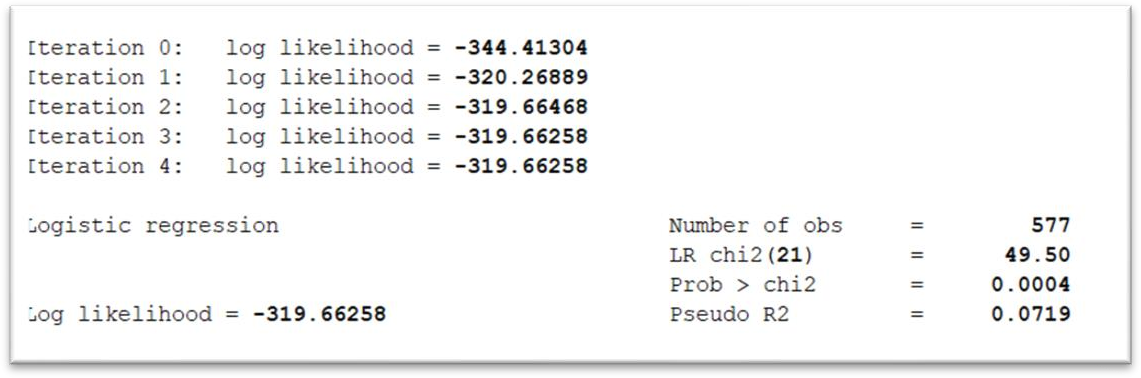 Iteration 0:   log likelihood = -344.41304
Iteration 1:   log likelihood = -320.26889
Iteration 2:   log likelihood = -319.66468
Iteration 3:   log likelihood = -319.66258
Iteration 4:   log likelihood = -319.66258
Logistic regression                             Number of obs     =        577
LR chi2(21)       =      49.50
Prob > chi2       =     0.0004
Log likelihood = -319.66258                     Pseudo R2         =     0.0719